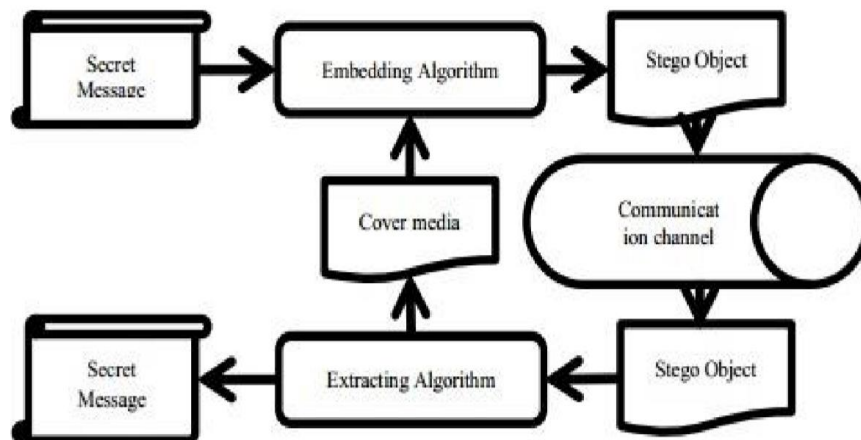 Secret
Message
Embedding Algorithm
Stego Object
Cover media
Communicat
ion channel
Secret
Message
Extracting Algorithm
Stego Object